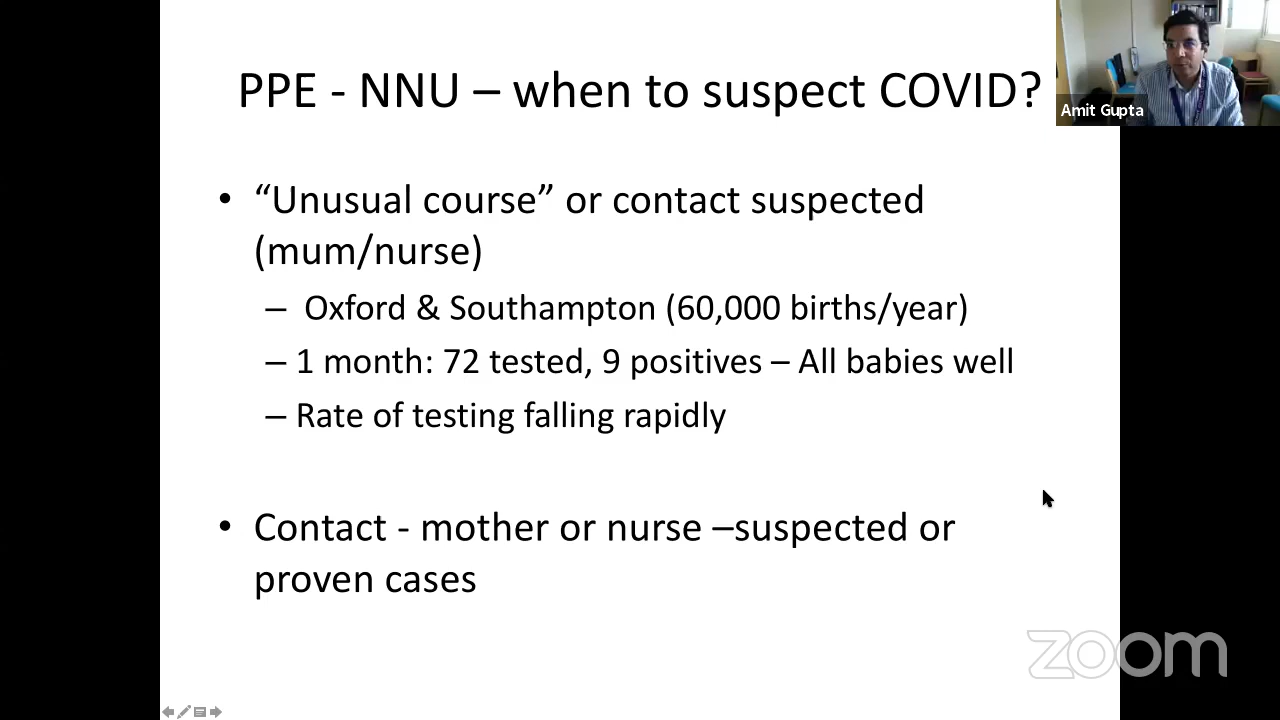 PPE - NNU – when to suspect COVID?
Amit Gupta
• “Unusual course” or contact suspected
(mum/nurse)
– Oxford & Southampton (60,000 births/year)
– 1 month: 72 tested, 9 positives – All babies well
– Rate of testing falling rapidly
• Contact - mother or nurse –suspected or
proven cases
zoom